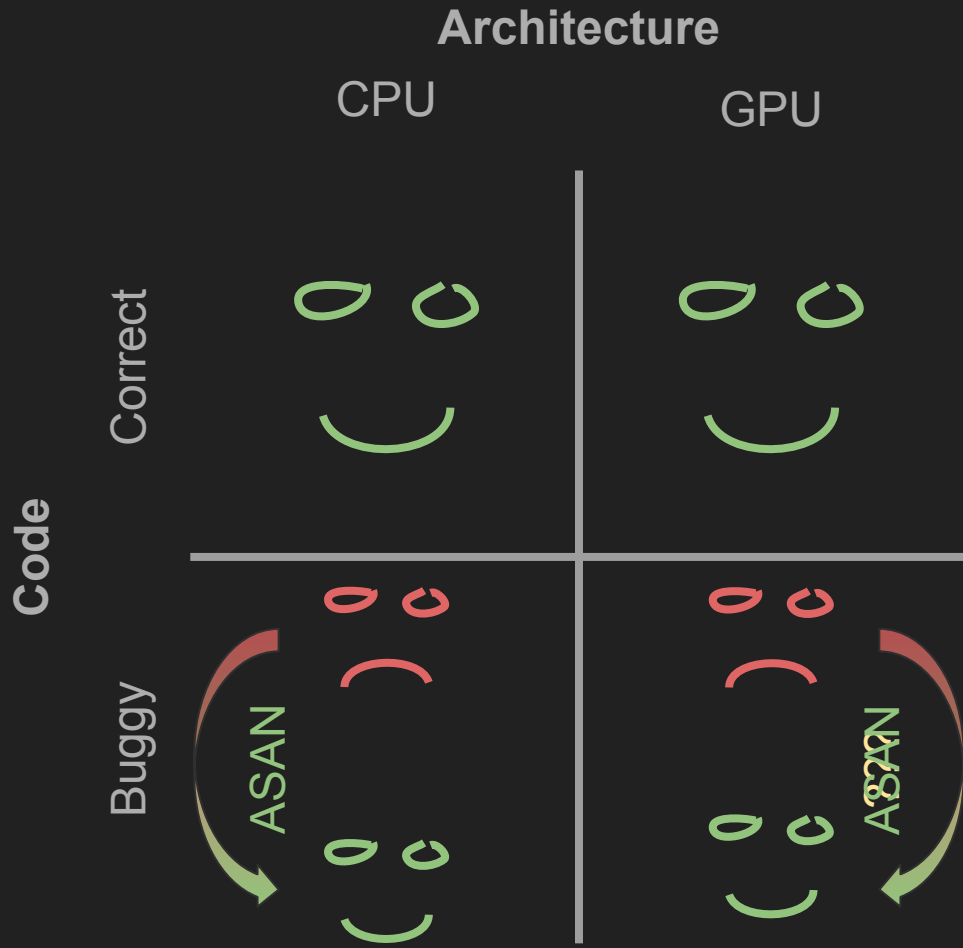 Architecture
CPU
GPU
Code
Correct
Buggy
ASAN
ASAN
???